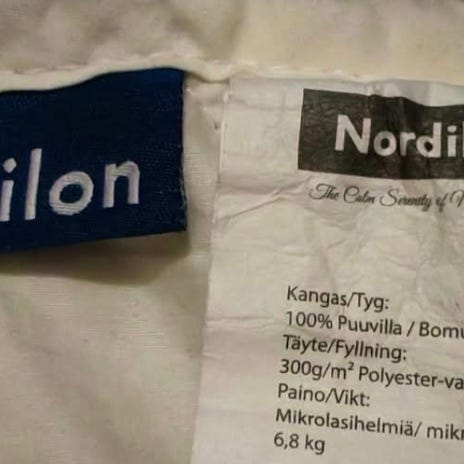 ilon
Nordil
The Calm Serenity of
Kangas/Tyg:
100% Puuvilla / Bomu
Täyte/Fyllning:
300g/m² Polyester-va
Paino/Vikt:
Mikrolasihelmiä/ mikr
6,8 kg